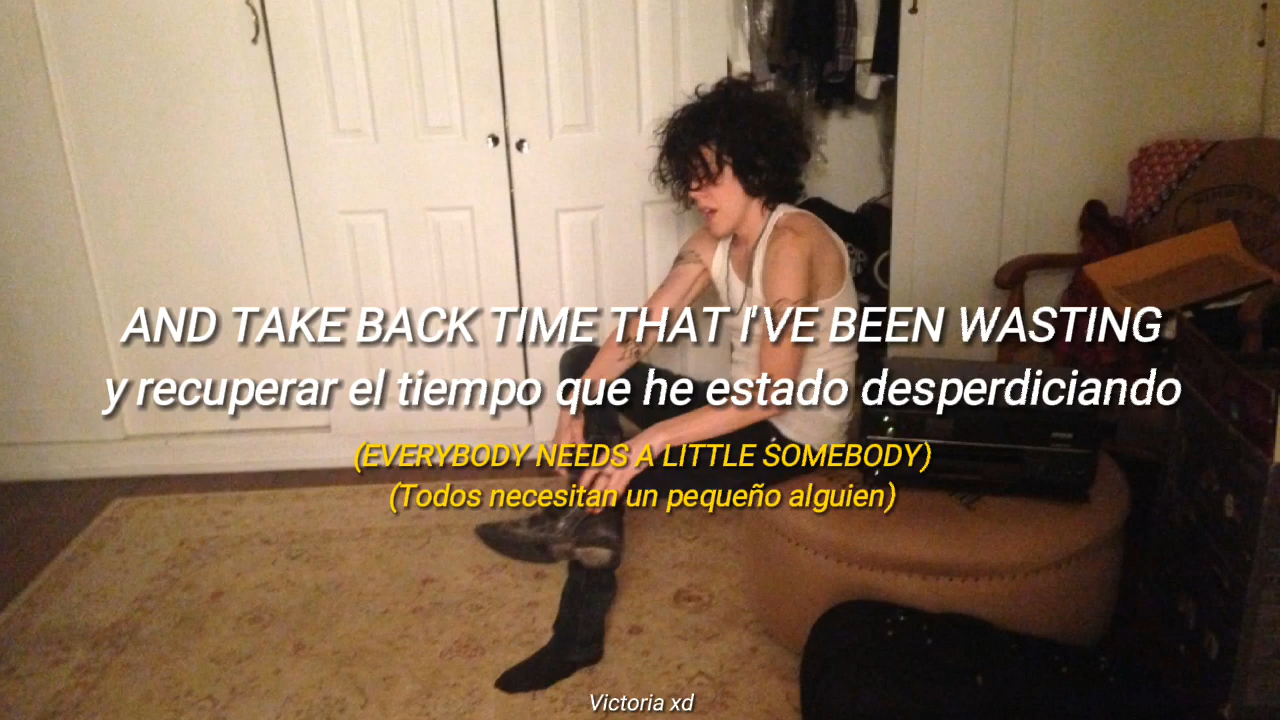 AND TAKE BACK TIME THAT I'VE BEEN WASTING
y recuperar el tiempo que he estado desperdiciando
(EVERYBODY NEEDS A LITTLE SOMEBODY)
(Todos necesitan un pequeño alguien)
Victoria xd